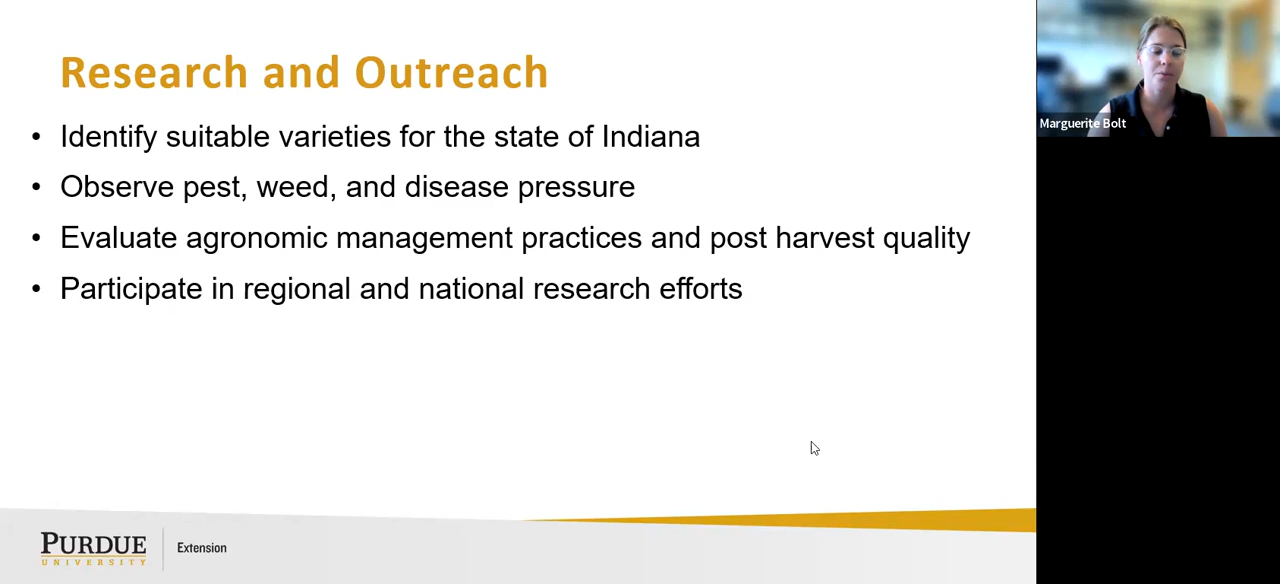 Research and Outreach
• Identify suitable varieties for the state of Indiana
• Observe pest, weed, and disease pressure
• Evaluate agronomic management practices and post harvest quality
• Participate in regional and national research efforts
Marguerite Bolt
PURDUE
UNIVERSITY
Extension